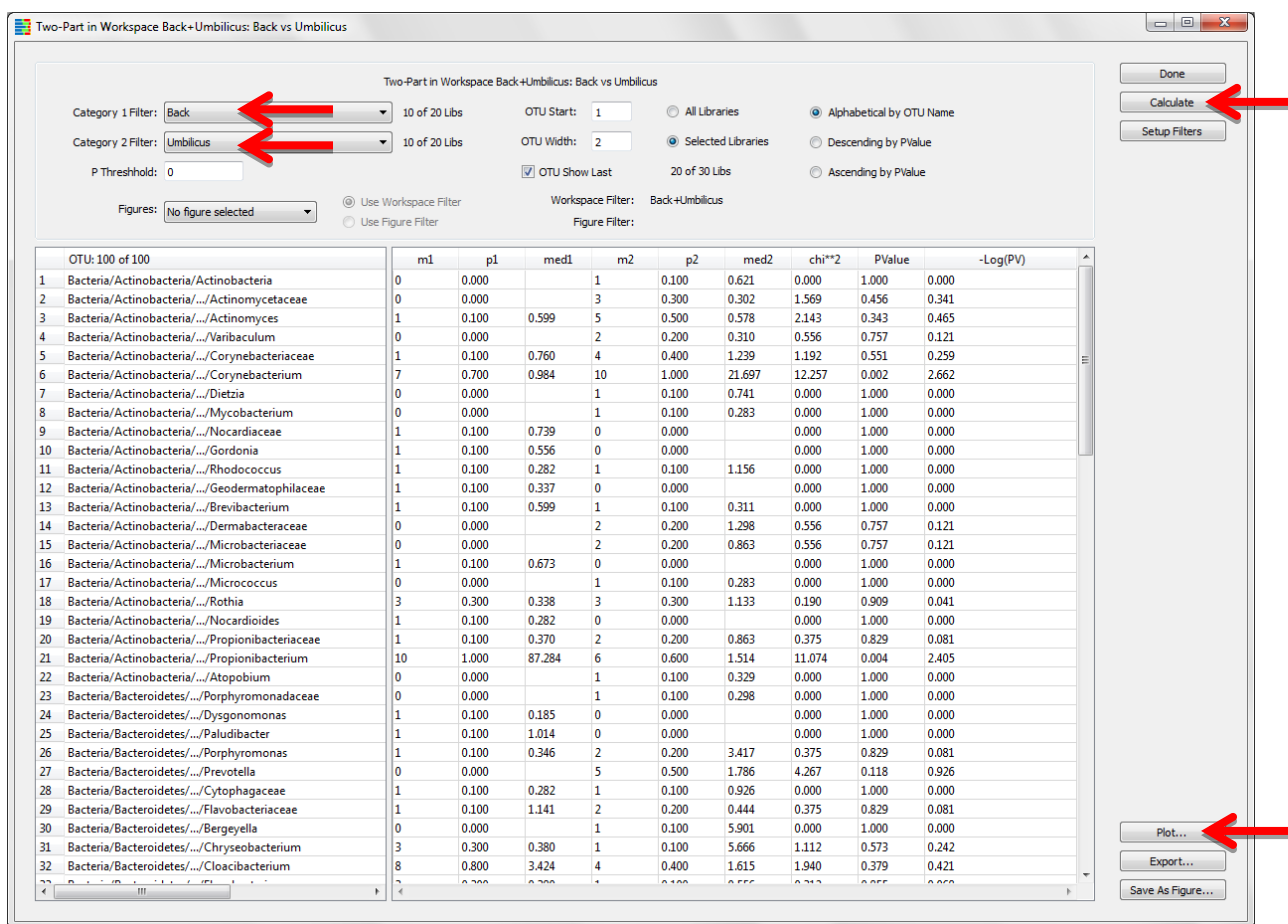 Two-Part in Workspace Back+Umbilicus: Back vs Umbilicus
Two-Part in Workspace Back+Umbilicus: Back vs Umbilicus
Category 1 Filter: Back 10 of 20 Libs OTU Start: 1 All Libraries Alphabetical by OTU Name
Category 2 Filter: Umbilicus 10 of 20 Libs OTU Width: 2 Selected Libraries Descending by PValue
P Threshhold: 0 OTU Show Last 20 of 30 Libs Ascending by PValue
Figures: No figure selected Use Workspace Filter Workspace Filter: Back+Umbilicus
Use Figure Filter Figure Filter:
Done
Calculate
Setup Filters
OTU: 100 of 100 m1 p1 med1 m2 p2 med2 chi**2 PValue -Log(PV)
1 Bacteria/Actinobacteria/Actinobacteria 0 0.000 1 0.100 0.621 0.000 1.000 0.000
2 Bacteria/Actinobacteria/.../Actinomycetaceae 0 0.000 3 0.300 0.302 1.569 0.456 0.341
3 Bacteria/Actinobacteria/.../Actinomyces 1 0.100 0.599 5 0.500 0.578 2.143 0.343 0.465
4 Bacteria/Actinobacteria/.../Varibaculum 0 0.000 2 0.200 0.310 0.556 0.757 0.121
5 Bacteria/Actinobacteria/.../Corynebacteriaceae 1 0.100 0.760 4 0.400 1.239 1.192 0.551 0.259
6 Bacteria/Actinobacteria/.../Corynebacterium 7 0.700 0.984 10 1.000 21.697 12.257 0.002 2.662
7 Bacteria/Actinobacteria/.../Dietzia 0 0.000 1 0.100 0.741 0.000 1.000 0.000
8 Bacteria/Actinobacteria/.../Mycobacterium 0 0.000 1 0.100 0.283 0.000 1.000 0.000
9 Bacteria/Actinobacteria/.../Nocardiaceae 1 0.100 0.739 0 0.000 0.000 1.000 0.000
10 Bacteria/Actinobacteria/.../Gordonia 1 0.100 0.556 0 0.000 0.000 1.000 0.000
11 Bacteria/Actinobacteria/.../Rhodococcus 1 0.100 0.282 1 0.100 1.156 0.000 1.000 0.000
12 Bacteria/Actinobacteria/.../Geodermatophilaceae 1 0.100 0.337 0 0.000 0.000 1.000 0.000
13 Bacteria/Actinobacteria/.../Brevibacterium 1 0.100 0.599 1 0.100 0.311 0.000 1.000 0.000
14 Bacteria/Actinobacteria/.../Dermabacteraceae 0 0.000 2 0.200 1.298 0.556 0.757 0.121
15 Bacteria/Actinobacteria/.../Microbacteriaceae 0 0.000 2 0.200 0.863 0.556 0.757 0.121
16 Bacteria/Actinobacteria/.../Microbacterium 1 0.100 0.673 0 0.000 0.000 1.000 0.000
17 Bacteria/Actinobacteria/.../Micrococcus 0 0.000 1 0.100 0.283 0.000 1.000 0.000
18 Bacteria/Actinobacteria/.../Rothia 3 0.300 0.338 3 0.300 1.133 0.190 0.909 0.041
19 Bacteria/Actinobacteria/.../Nocardioides 1 0.100 0.282 0 0.000 0.000 1.000 0.000
20 Bacteria/Actinobacteria/.../Propionibacteriaceae 1 0.100 0.370 2 0.200 0.863 0.375 0.829 0.081
21 Bacteria/Actinobacteria/.../Propionibacterium 10 1.000 87.284 6 0.600 1.514 11.074 0.004 2.405
22 Bacteria/Actinobacteria/.../Atopobium 0 0.000 1 0.100 0.329 0.000 1.000 0.000
23 Bacteria/Bacteroidetes/.../Porphyromonadaceae 0 0.000 1 0.100 0.298 0.000 1.000 0.000
24 Bacteria/Bacteroidetes/.../Dysgonomonas 1 0.100 0.185 0 0.000 0.000 1.000 0.000
25 Bacteria/Bacteroidetes/.../Paludibacter 1 0.100 1.014 0 0.000 0.000 1.000 0.000
26 Bacteria/Bacteroidetes/.../Porphyromonas 1 0.100 0.346 2 0.200 3.417 0.375 0.829 0.081
27 Bacteria/Bacteroidetes/.../Prevotella 0 0.000 5 0.500 1.786 4.267 0.118 0.926
28 Bacteria/Bacteroidetes/.../Cytophagaceae 1 0.100 0.282 1 0.100 0.926 0.000 1.000 0.000
29 Bacteria/Bacteroidetes/.../Flavobacteriaceae 1 0.100 1.141 2 0.200 0.444 0.375 0.829 0.081
30 Bacteria/Bacteroidetes/.../Bergeyella 0 0.000 1 0.100 5.901 0.000 1.000 0.000
31 Bacteria/Bacteroidetes/.../Chryseobacterium 3 0.300 0.380 1 0.100 5.666 1.112 0.573 0.242
32 Bacteria/Bacteroidetes/.../Cloacibacterium 8 0.800 3.424 4 0.400 1.615 1.940 0.379 0.421
Plot...
Export...
Save As Figure...